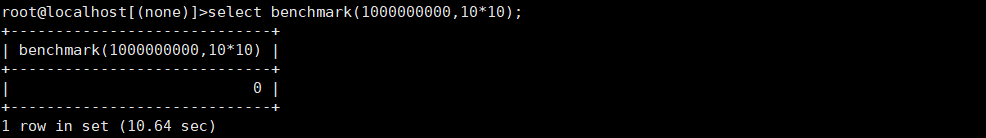 root@localhost[(none)]>select benchmark(1000000000,10*10);
+----------------------------+
| benchmark(1000000000,10*10) |
+----------------------------+
|                           0 |
+----------------------------+
1 row in set (10.64 sec)